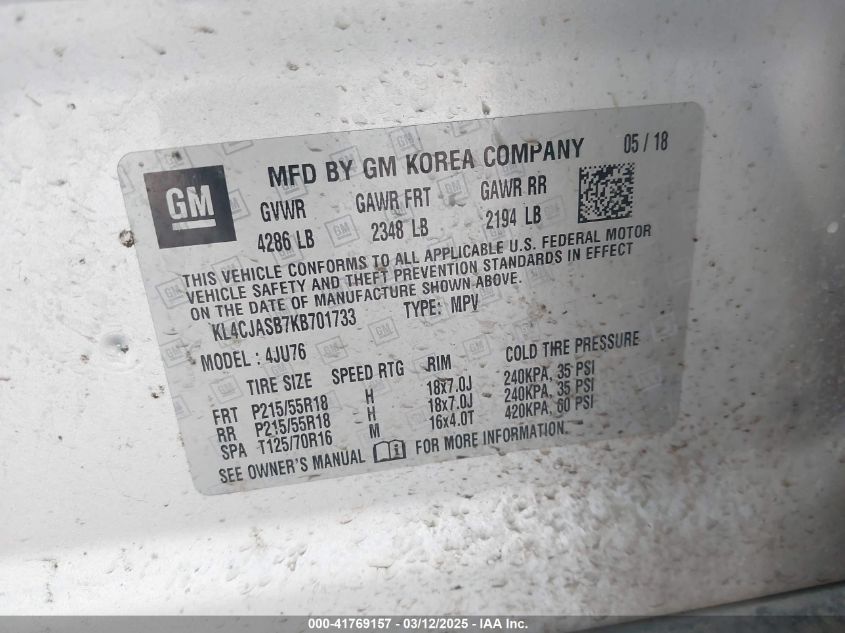 GM
MFD BY GM KOREA COMPANY 05 / 18
GVWR GAWR FRT GAWR RR
4286 LB 2348 LB 2194 LB
THIS VEHICLE CONFORMS TO ALL APPLICABLE U.S. FEDERAL MOTOR
VEHICLE SAFETY AND THEFT PREVENTION STANDARDS IN EFFECT
ON THE DATE OF MANUFACTURE SHOWN ABOVE.
KL4CJASB7KB701733 TYPE: MPV
MODEL : 4JU76
TIRE SIZE SPEED RTG RIM COLD TIRE PRESSURE
FRT P215/55R18 H 18x7.0J 240KPA, 35 PSI
RR P215/55R18 H 18x7.0J 240KPA, 35 PSI
SPA T125/70R16 M 16x4.0T 420KPA, 60 PSI
SEE OWNER'S MANUAL FOR MORE INFORMATION.
000-41769157 - 03/12/2025 - IAA Inc.